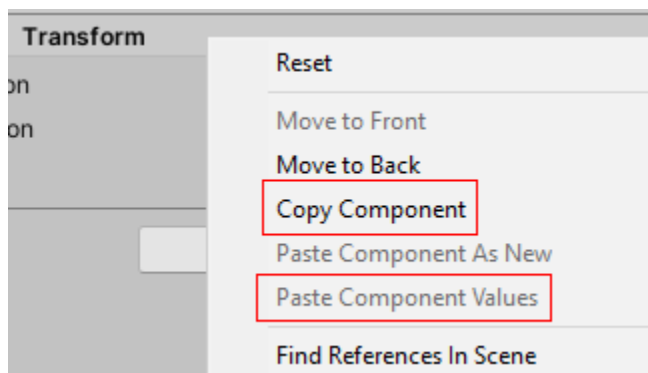 Transform
on
on
Reset
Move to Front
Move to Back
Copy Component
Paste Component As New
Paste Component Values
Find References In Scene